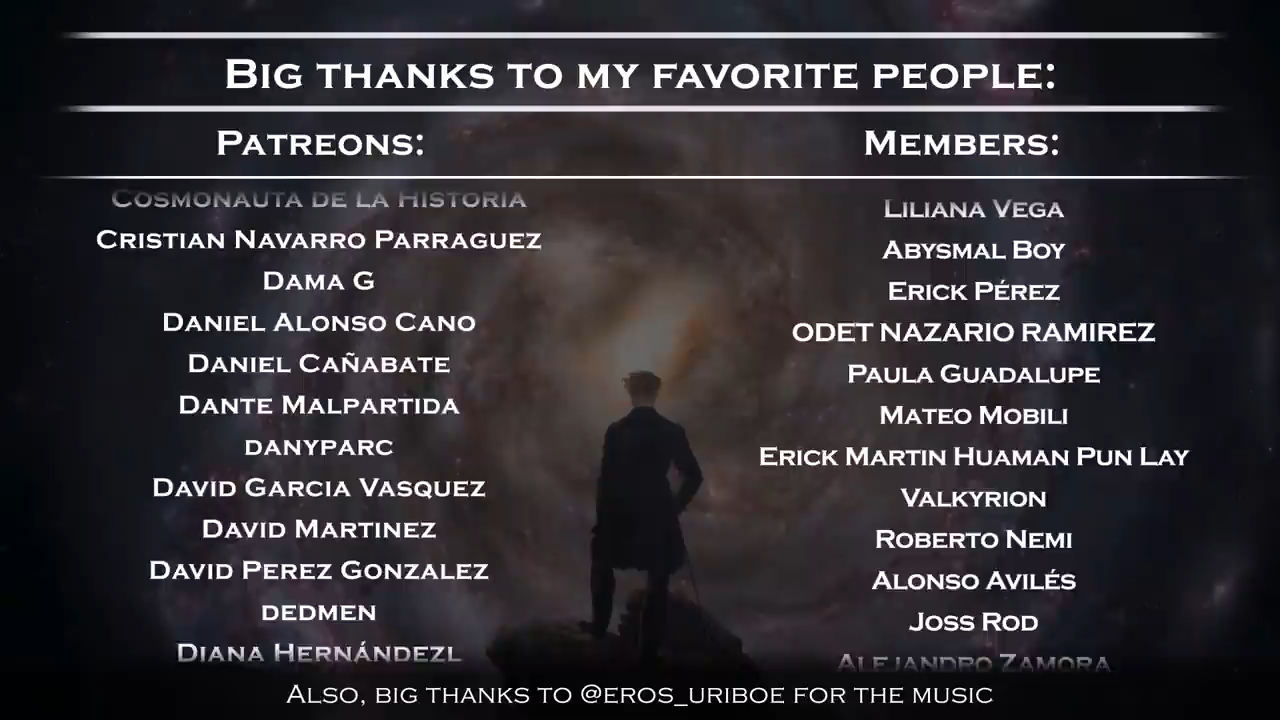 Big thanks to my favorite people:
Patreons:
Cosmonauta de la Historia
Cristian Navarro Parraguez
Dama G
Daniel Alonso Cano
Daniel Cañabate
Dante Malpartida
danyparc
David Garcia Vasquez
David Martinez
David Perez Gonzalez
dedmen
Diana Hernándezl
Members:
Liliana Vega
Abysmal Boy
Erick Pérez
ODET NAZARIO RAMIREZ
Paula Guadalupe
Mateo Mobili
Erick Martin Huaman Pun Lay
Valkyrion
Roberto Nemi
Alonso Avilés
Joss Rod
Alejandro Zamora
Also, big thanks to @eros_uriboe for the music